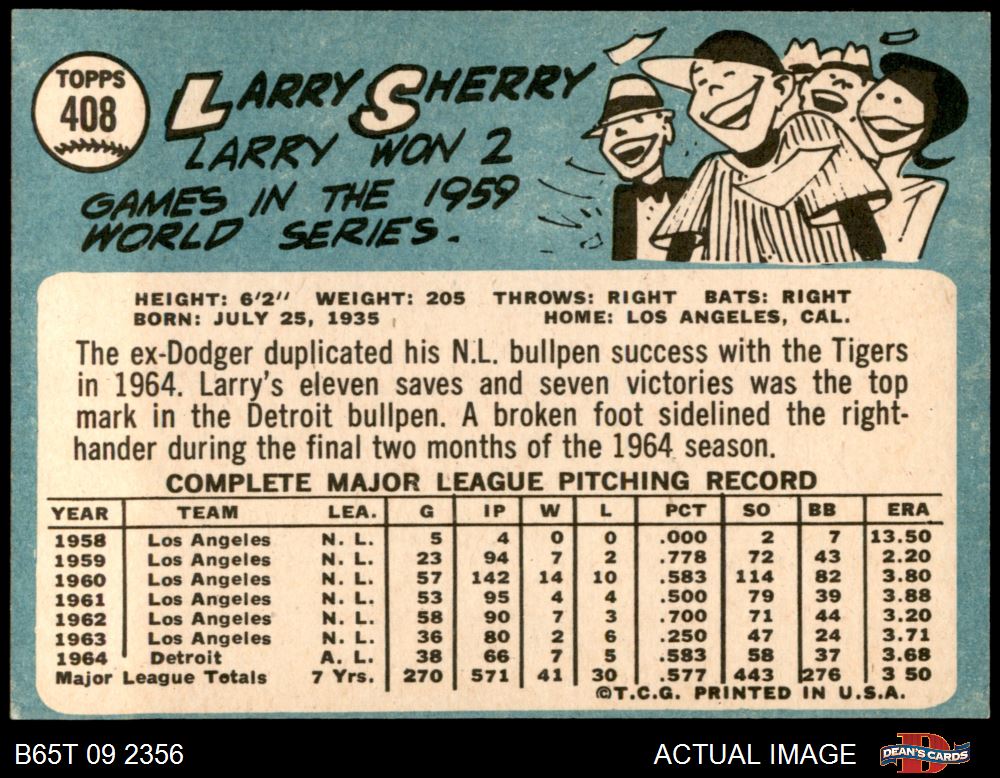 TOPPS
408
LARRY SHERRY
LARRY WON 2
GAMES IN THE 1959
WORLD SERIES.
HEIGHT: 6'2" WEIGHT: 205 THROWS: RIGHT BATS: RIGHT
BORN: JULY 25, 1935 HOME: LOS ANGELES, CAL.
The ex-Dodger duplicated his N.L. bullpen success with the Tigers
in 1964. Larry's eleven saves and seven victories was the top
mark in the Detroit bullpen. A broken foot sidelined the right-
hander during the final two months of the 1964 season.
COMPLETE MAJOR LEAGUE PITCHING RECORD
YEAR TEAM LEA. G IP W L PCT SO BB ERA
1958 Los Angeles N. L. 5 4 0 0 .000 2 7 13.50
1959 Los Angeles N. L. 23 94 7 2 .778 72 43 2.20
1960 Los Angeles N. L. 57 142 14 10 .583 114 82 3.80
1961 Los Angeles N. L. 53 95 4 4 .500 79 39 3.88
1962 Los Angeles N. L. 58 90 7 3 .700 71 44 3.20
1963 Los Angeles N. L. 36 80 2 6 .250 47 24 3.71
1964 Detroit A. L. 38 66 7 5 .583 58 37 3.68
Major League Totals 7 Yrs. 270 571 41 30 .577 443 276 3 50
©T.C.G. PRINTED IN U.S.A.
B65T 09 2356 ACTUAL IMAGE DEAN'S CARDS